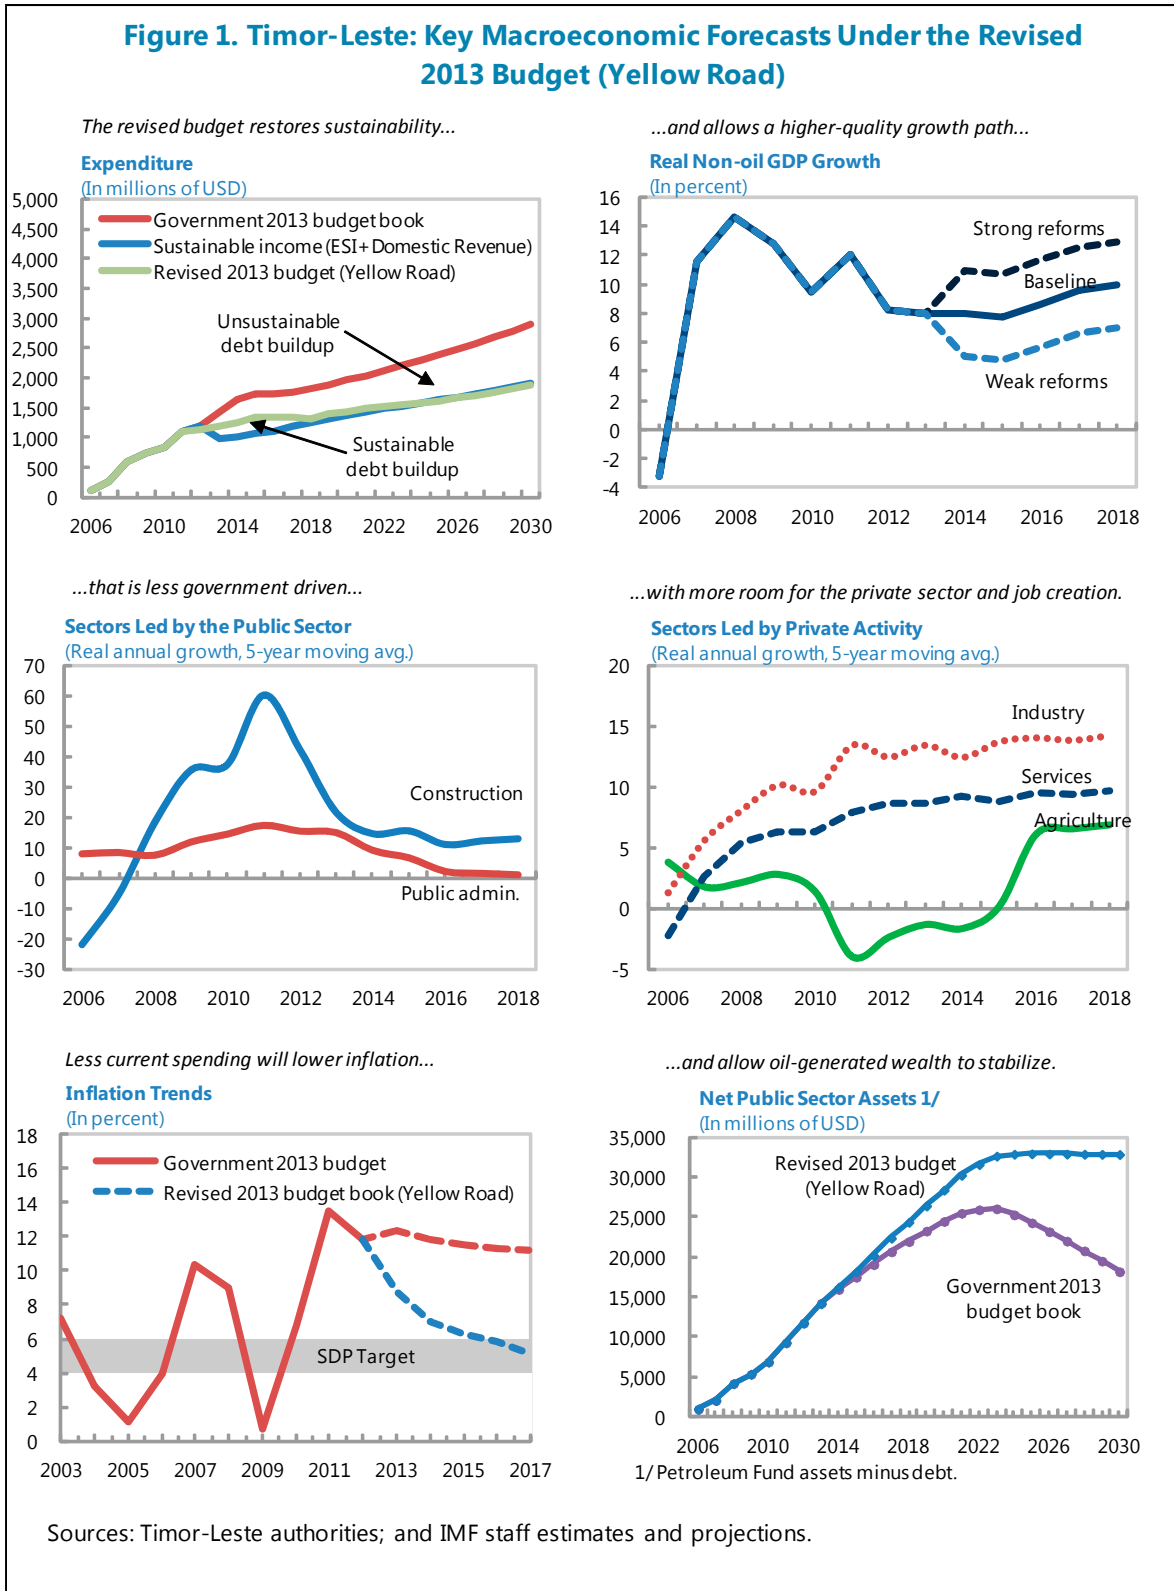 Figure 1. Timor-Leste: Key Macroeconomic Forecasts Under the Revised
2013 Budget (Yellow Road)
The revised budget restores sustainability...
Expenditure
(In millions of USD)
5,000
4,500
4,000
3,500
3,000
2,500
2,000
1,500
1,000
500
0
Government 2013 budget book
Sustainable income (ESI+Domestic Revenue)
Revised 2013 budget (Yellow Road)
Unsustainable
debt buildup
Sustainable
debt buildup
2006 2010 2014 2018 2022 2026 2030
...and allows a higher-quality growth path...
Real Non-oil GDP Growth
(In percent)
16
14
12
10
8
6
4
2
0
-2
-4
Strong reforms
Baseline
Weak reforms
2006 2008 2010 2012 2014 2016 2018
...that is less government driven...
Sectors Led by the Public Sector
(Real annual growth, 5-year moving avg.)
70
60
50
40
30
20
10
0
-10
-20
-30
Construction
Public admin.
2006 2008 2010 2012 2014 2016 2018
...with more room for the private sector and job creation.
Sectors Led by Private Activity
(Real annual growth, 5-year moving avg.)
20
15
10
5
0
-5
Industry
Services
Agriculture
2006 2008 2010 2012 2014 2016 2018
Less current spending will lower inflation...
Inflation Trends
(In percent)
18
16
14
12
10
8
6
4
2
0
Government 2013 budget
Revised 2013 budget book (Yellow Road)
SDP Target
2003 2005 2007 2009 2011 2013 2015 2017
...and allow oil-generated wealth to stabilize.
Net Public Sector Assets 1/
(In millions of USD)
35,000
30,000
25,000
20,000
15,000
10,000
5,000
0
Revised 2013 budget
(Yellow Road)
Government 2013
budget book
2006 2010 2014 2018 2022 2026 2030
1/ Petroleum Fund assets minus debt.
Sources: Timor-Leste authorities; and IMF staff estimates and projections.